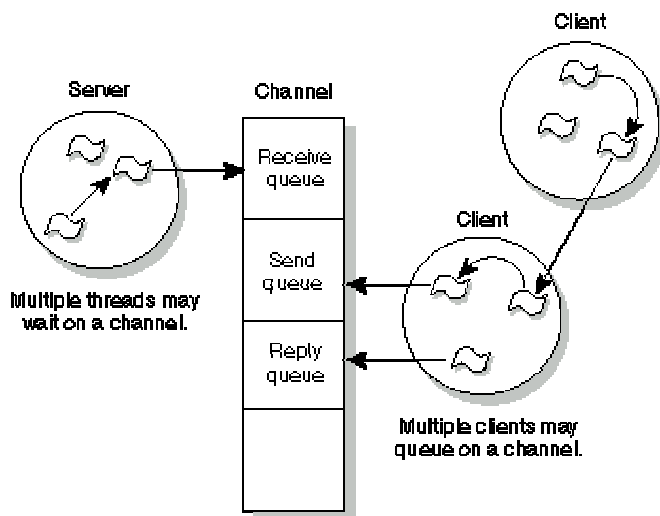 Client
Server
Channel
Receive
queue
Client
Send
queue
Multiple threads may
wait on a channel.
Reply
queue
Multiple clients may
queue on a channel.